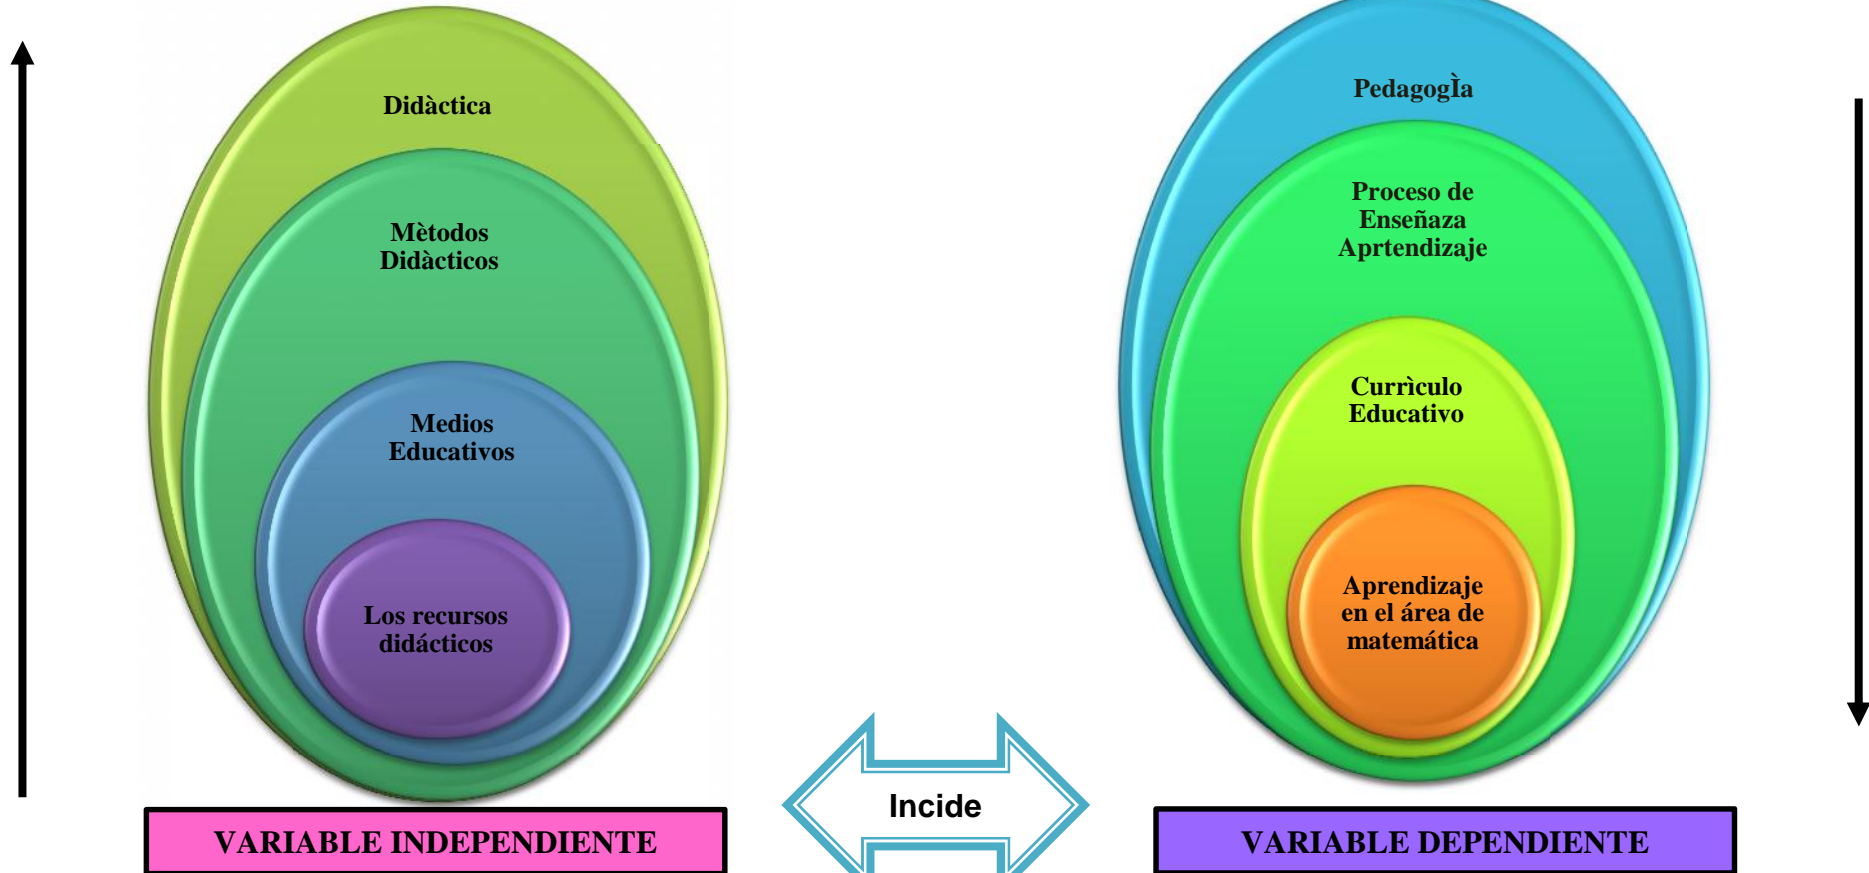 Didàctica
Mètodos
Didàcticos
Medios
Educativos
Los recursos
didácticos
VARIABLE INDEPENDIENTE
Incide
PedagogÌa
Proceso de
Enseñaza
Aprtendizaje
Currìculo
Educativo
Aprendizaje
en el área de
matemática
VARIABLE DEPENDIENTE